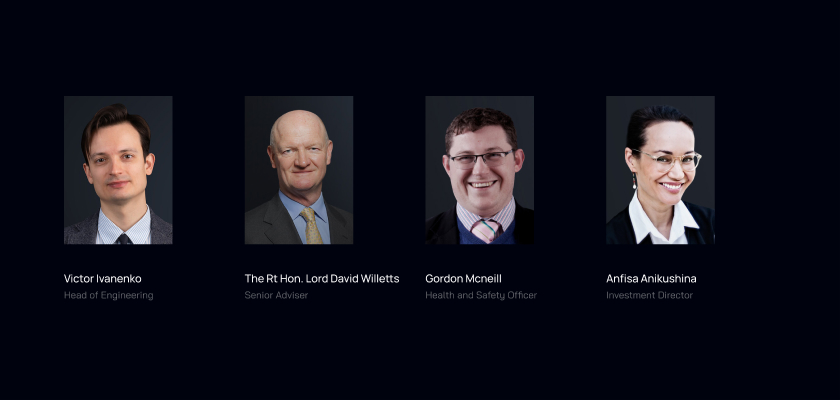 Victor Ivanenko
Head of Engineering
The Rt Hon. Lord David Willetts
Senior Adviser
Gordon Mcneill
Health and Safety Officer
Anfisa Anikushina
Investment Director